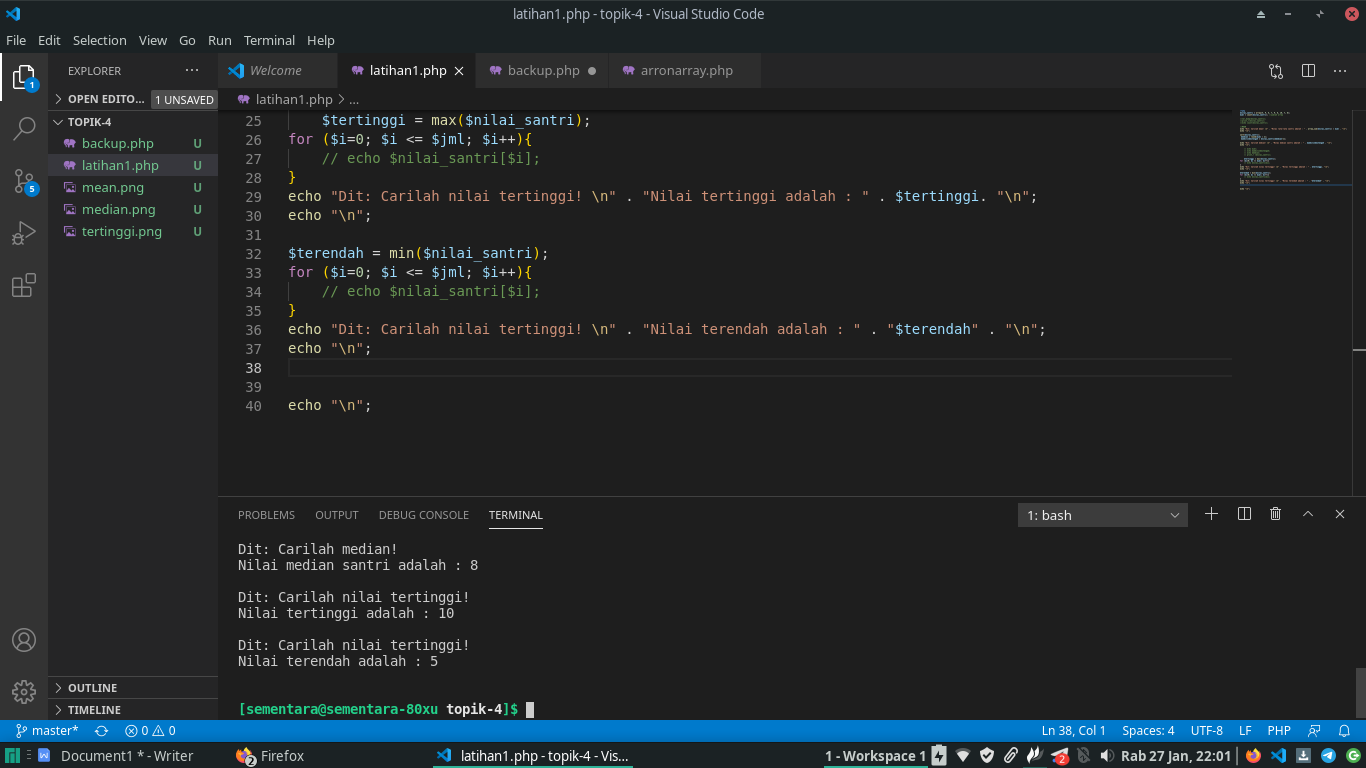 latihan1.php - topik-4 - Visual Studio Code
File Edit Selection View Go Run Terminal Help
EXPLORER ···
OPEN EDITO... 1 UNSAVED
TOPIK-4
backup.php U
latihan1.php U
mean.png U
median.png U
tertinggi.png U
OUTLINE
TIMELINE
1
5
Welcome latihan1.php backup.php arronarray.php
latihan1.php > ...
25 $tertinggi = max($nilai_santri);
26 for ($i=0; $i <= $jml; $i++){
27 // echo $nilai_santri[$i];
28 }
29 echo "Dit: Carilah nilai tertinggi! \n" . "Nilai tertinggi adalah : " . $tertinggi. "\n";
30 echo "\n";
31
32 $terendah = min($nilai_santri);
33 for ($i=0; $i <= $jml; $i++){
34 // echo $nilai_santri[$i];
35 }
36 echo "Dit: Carilah nilai tertinggi! \n" . "Nilai terendah adalah : " . "$terendah" . "\n";
37 echo "\n";
38
39
40 echo "\n";
PROBLEMS OUTPUT DEBUG CONSOLE TERMINAL 1: bash
Dit: Carilah median!
Nilai median santri adalah : 8
Dit: Carilah nilai tertinggi!
Nilai tertinggi adalah : 10
Dit: Carilah nilai tertinggi!
Nilai terendah adalah : 5
[sementara@sementara-80xu topik-4]$
master* 0 0 Ln 38, Col 1 Spaces: 4 UTF-8 LF PHP
Document1 * - Writer 2 Firefox latihan1.php - topik-4 - Vis... 1 - Workspace 1 2 Rab 27 Jan, 22:01